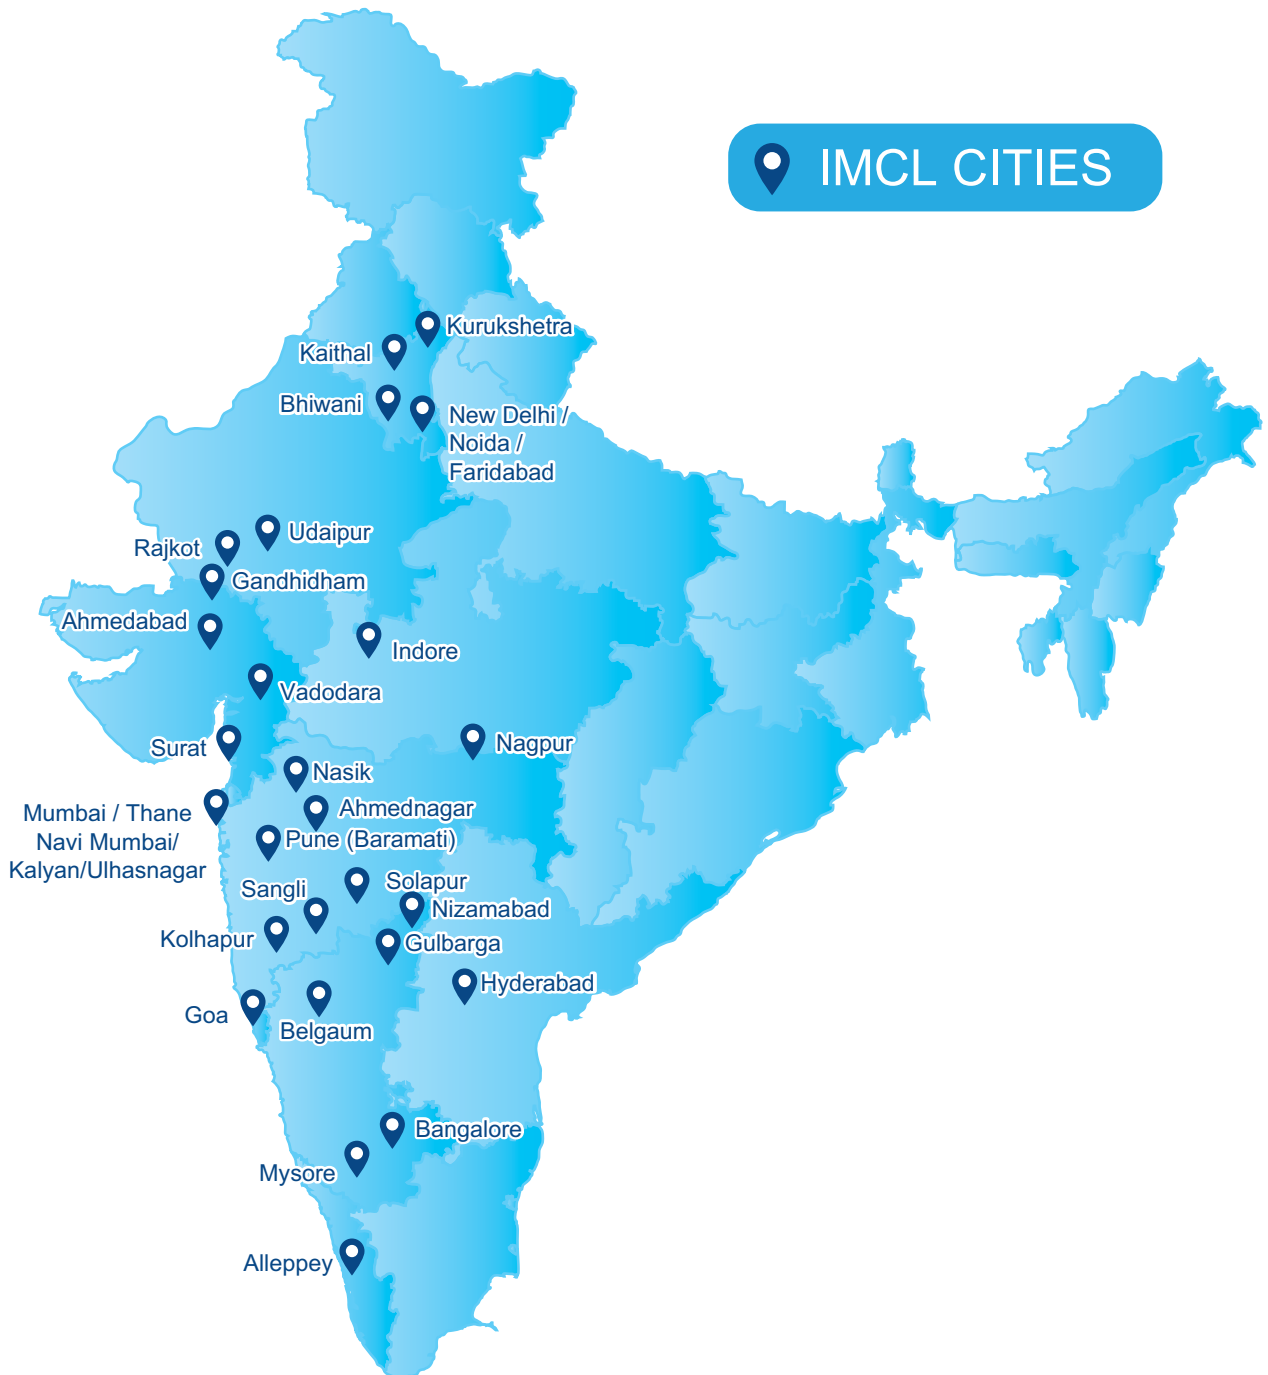 IMCL CITIES
Kurukshetra
Kaithal
Bhiwani
New Delhi /
Noida /
Faridabad
Udaipur
Rajkot
Gandhidham
Ahmedabad
Indore
Vadodara
Surat
Nagpur
Nasik
Mumbai / Thane
Navi Mumbai/
Kalyan/Ulhasnagar
Ahmednagar
Pune (Baramati)
Solapur
Sangli
Nizamabad
Kolhapur
Gulbarga
Hyderabad
Goa
Belgaum
Bangalore
Mysore
Alleppey